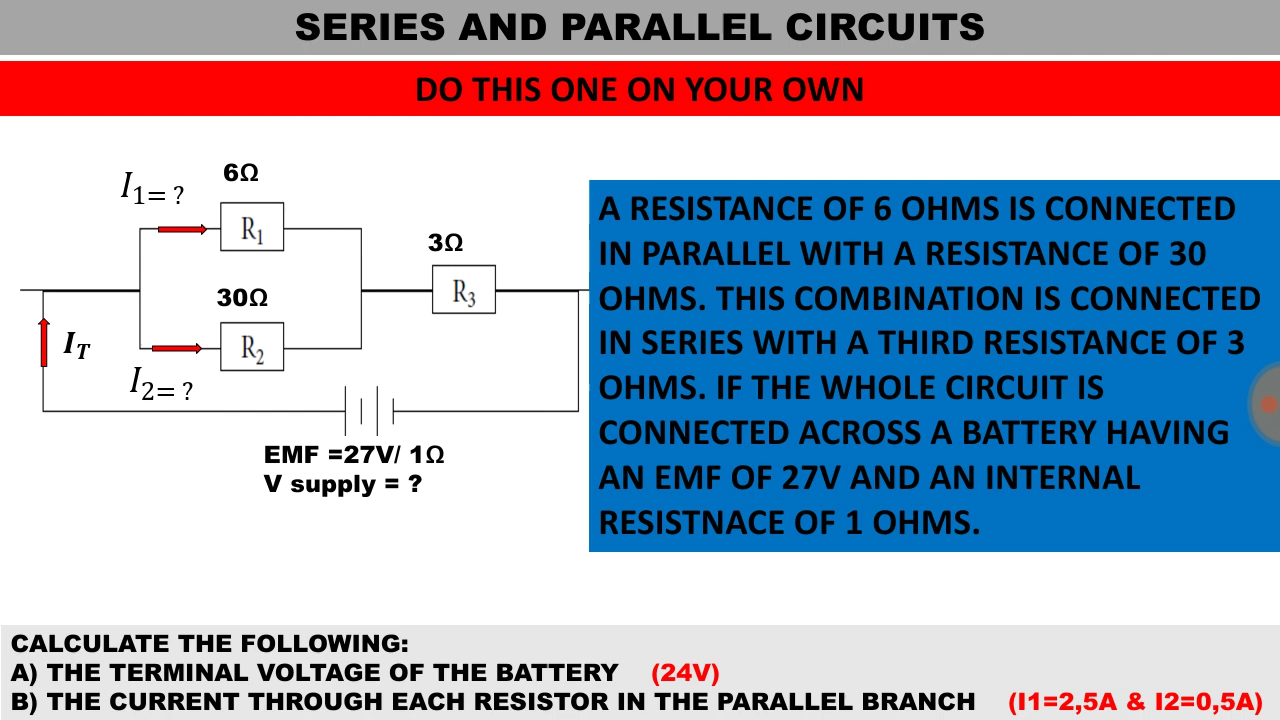 SERIES AND PARALLEL CIRCUITS
DO THIS ONE ON YOUR OWN
I1= ?
6Ω
R1
3Ω
R3
30Ω
R2
IT
I2= ?
EMF =27V/ 1Ω
V supply = ?
A RESISTANCE OF 6 OHMS IS CONNECTED
IN PARALLEL WITH A RESISTANCE OF 30
OHMS. THIS COMBINATION IS CONNECTED
IN SERIES WITH A THIRD RESISTANCE OF 3
OHMS. IF THE WHOLE CIRCUIT IS
CONNECTED ACROSS A BATTERY HAVING
AN EMF OF 27V AND AN INTERNAL
RESISTNACE OF 1 OHMS.
CALCULATE THE FOLLOWING:
A) THE TERMINAL VOLTAGE OF THE BATTERY (24V)
B) THE CURRENT THROUGH EACH RESISTOR IN THE PARALLEL BRANCH (I1=2,5A & I2=0,5A)